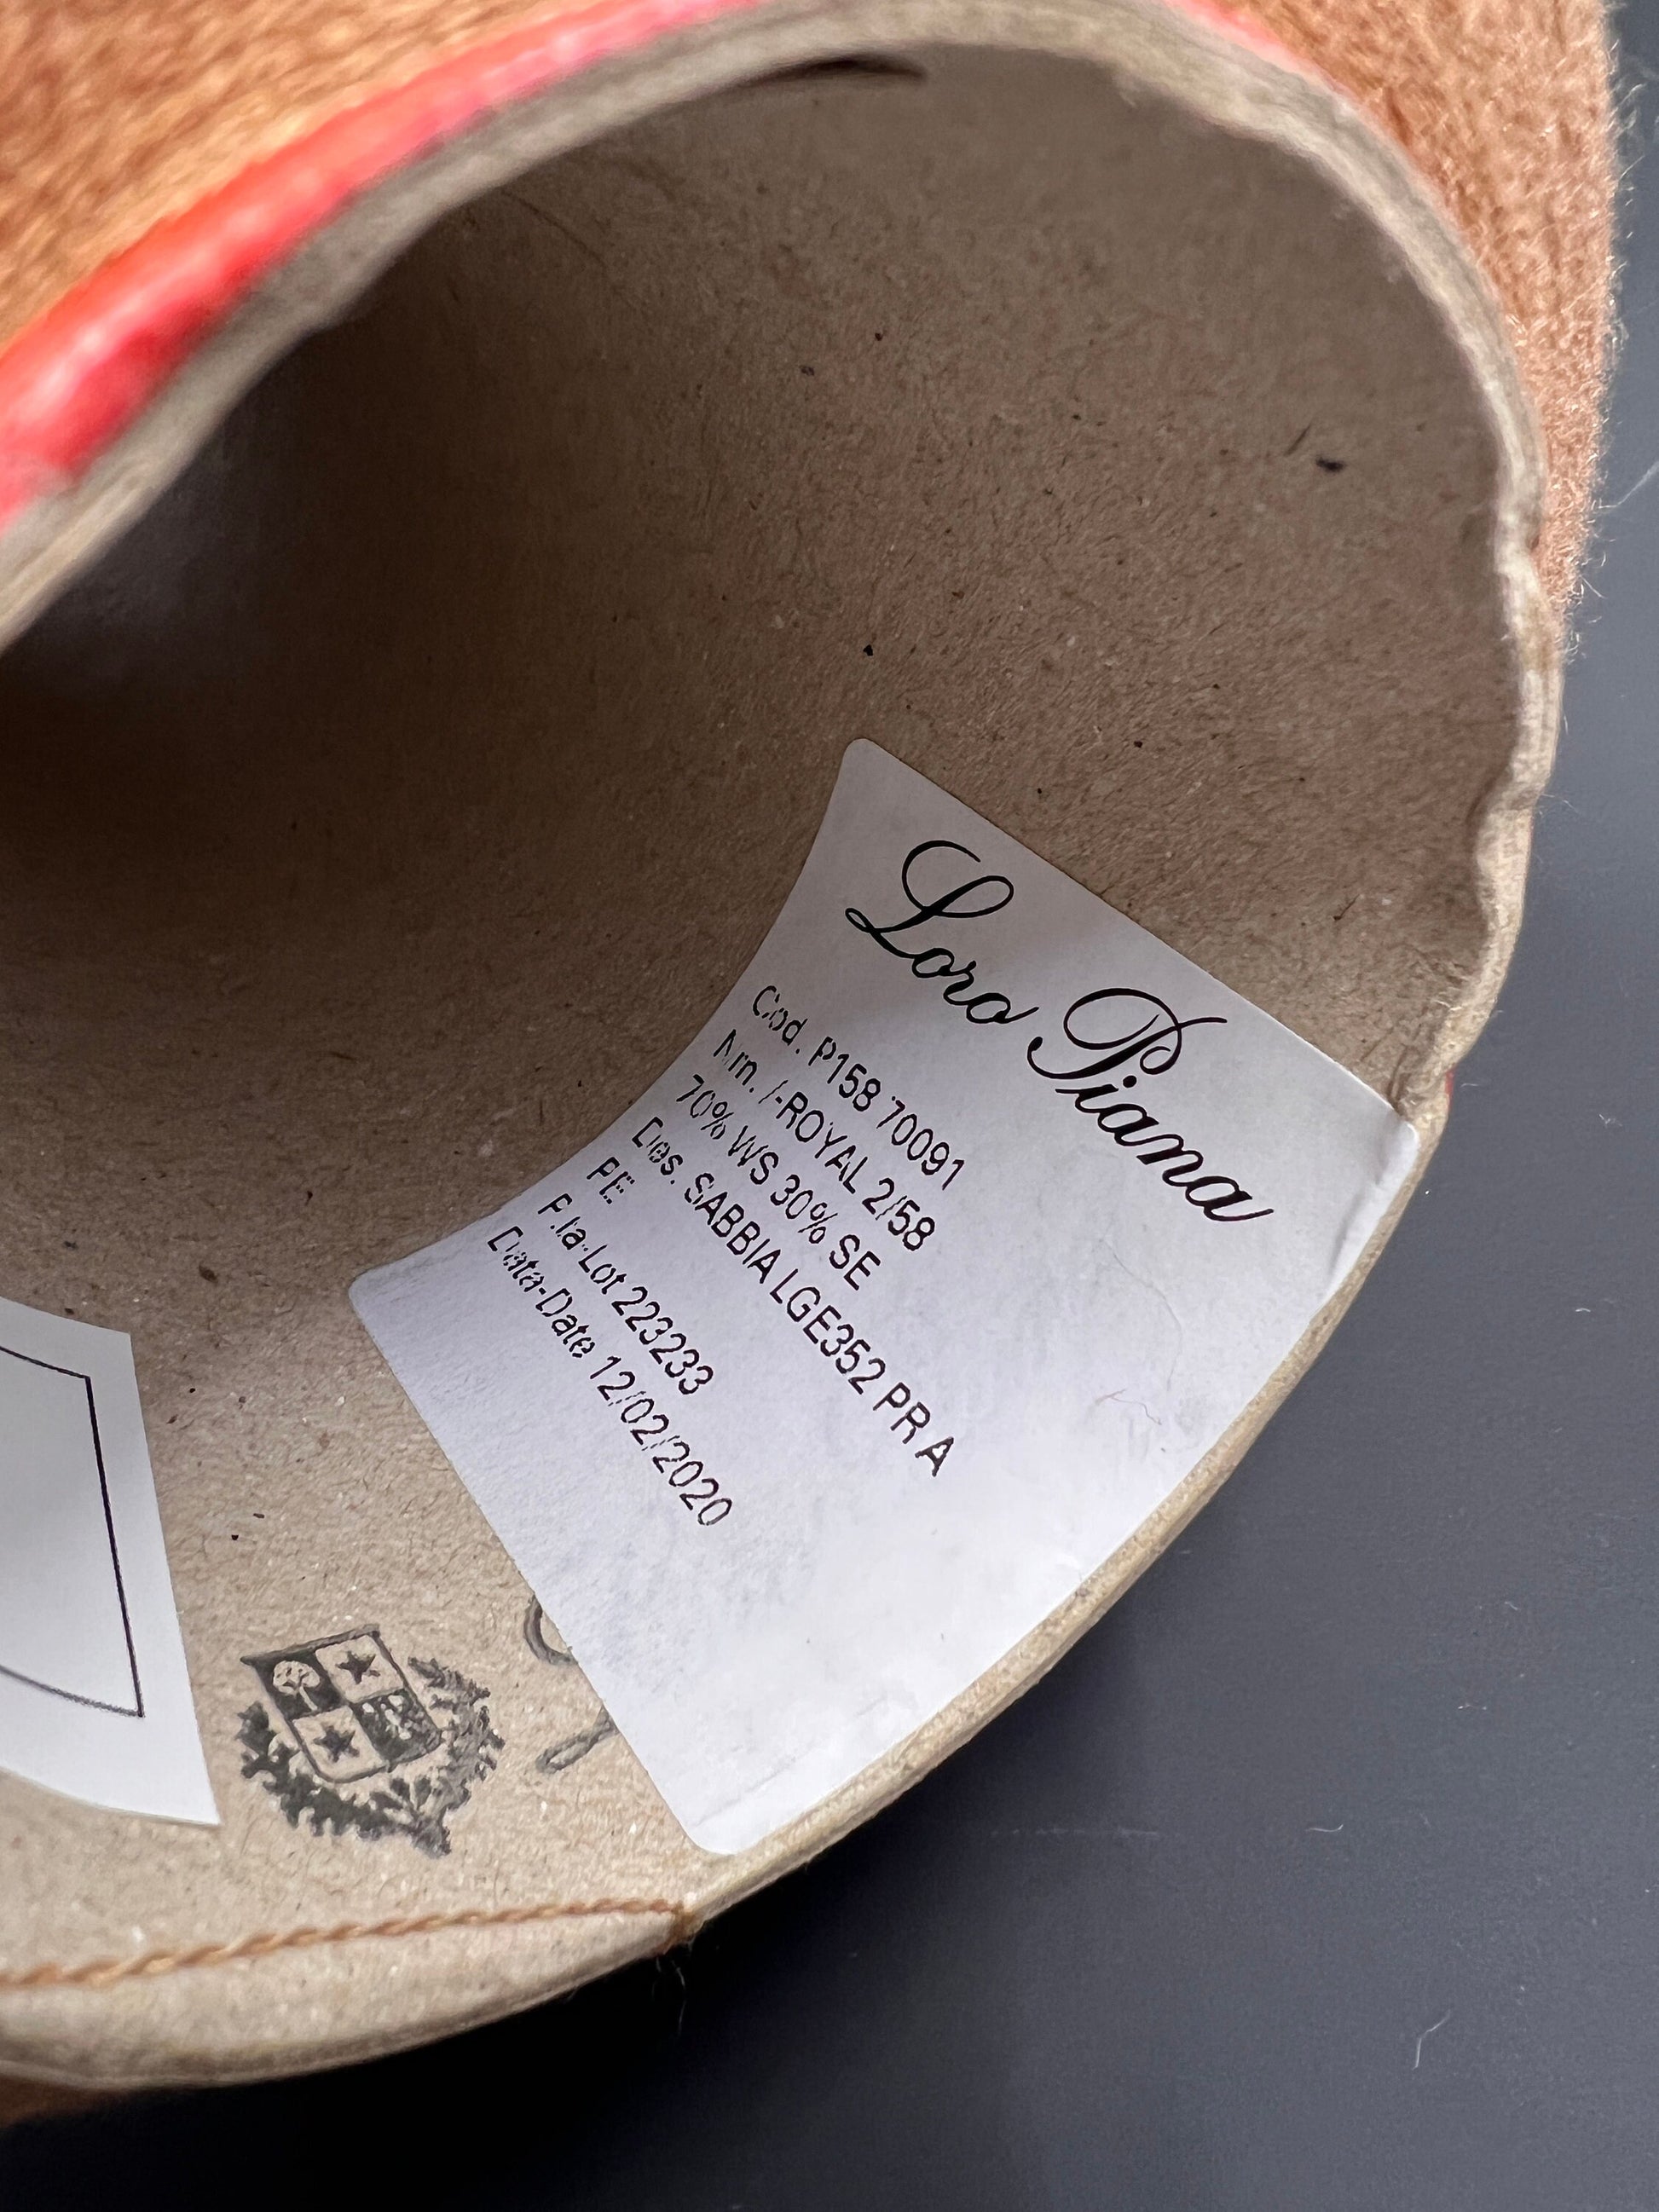 Loro Piana
Cod. P158 70091
Nm. /-ROYAL 2/58
70% WS 30% SE
Des. SABBIA LGE352 PR A
PE
P.ta-Lot 223233
Data-Date 12/02/2020